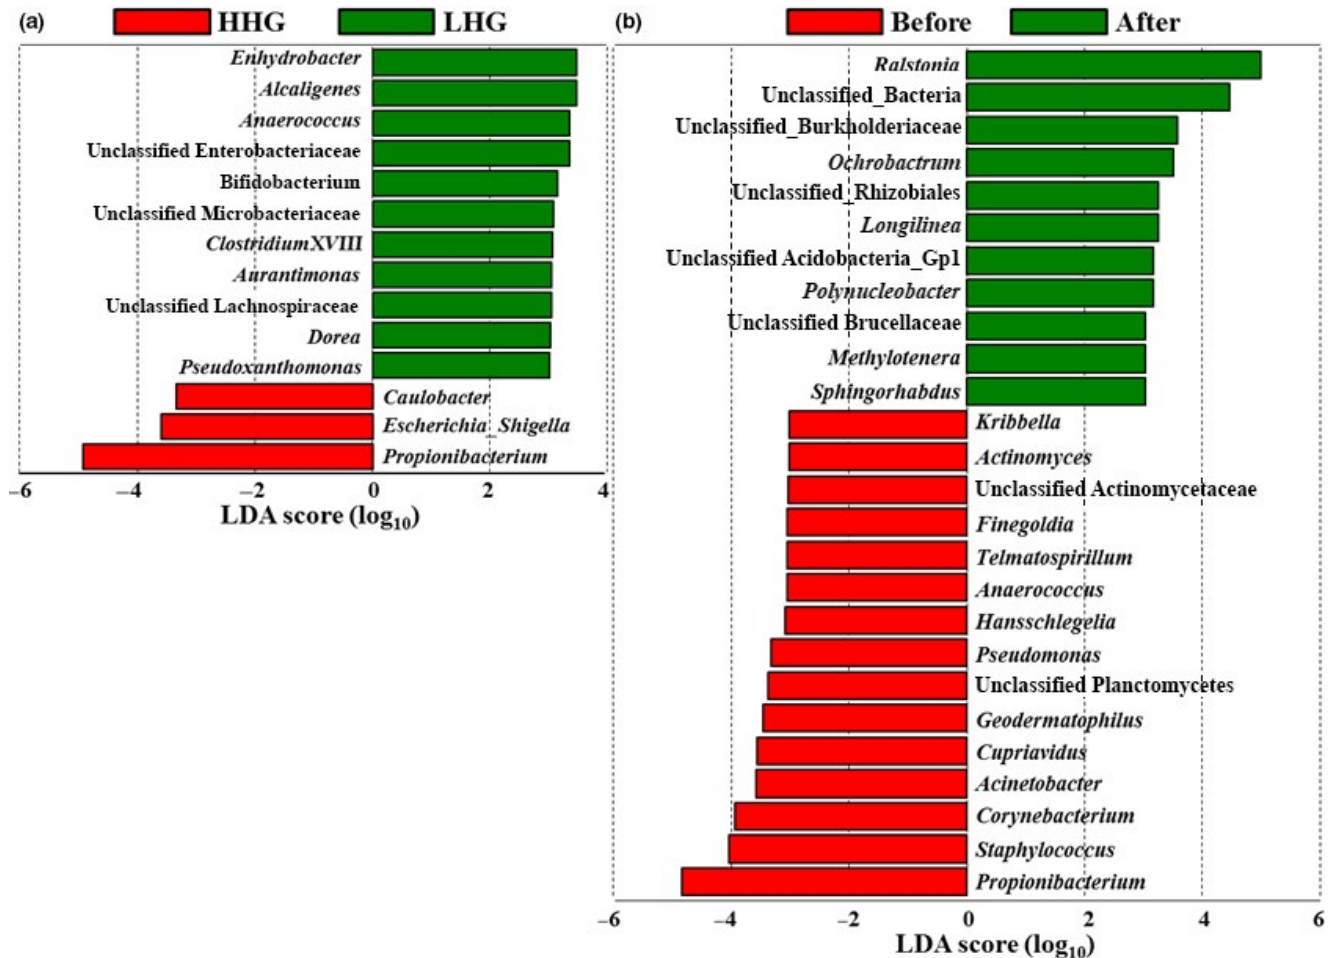 (a) HHG LHG
Enhydrobacter
Alcaligenes
Anaerococcus
Unclassified Enterobacteriaceae
Bifidobacterium
Unclassified Microbacteriaceae
ClostridiumXVIII
Aurantimonas
Unclassified Lachnospiraceae
Dorea
Pseudoxanthomonas
Caulobacter
Escherichia_Shigella
Propionibacterium
−6 −4 −2 0 2 4
LDA score (log10)
(b) Before After
Ralstonia
Unclassified_Bacteria
Unclassified_Burkholderiaceae
Ochrobactrum
Unclassified_Rhizobiales
Longilinea
Unclassified Acidobacteria_Gp1
Polynucleobacter
Unclassified Brucellaceae
Methylotenera
Sphingorhabdus
Kribbella
Actinomyces
Unclassified Actinomycetaceae
Finegoldia
Telmatospirillum
Anaerococcus
Hansschlegelia
Pseudomonas
Unclassified Planctomycetes
Geodermatophilus
Cupriavidus
Acinetobacter
Corynebacterium
Staphylococcus
Propionibacterium
−6 −4 −2 0 2 4 6
LDA score (log10)